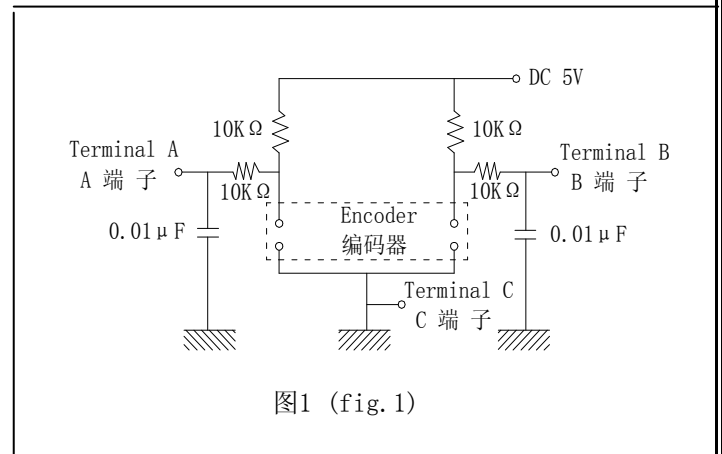 DC 5V
10KΩ
10KΩ
Terminal A
A 端 子
10KΩ
Terminal B
B 端 子
10KΩ
0.01μF
Encoder
编码器
0.01μF
Terminal C
C 端 子
图1 (fig.1)